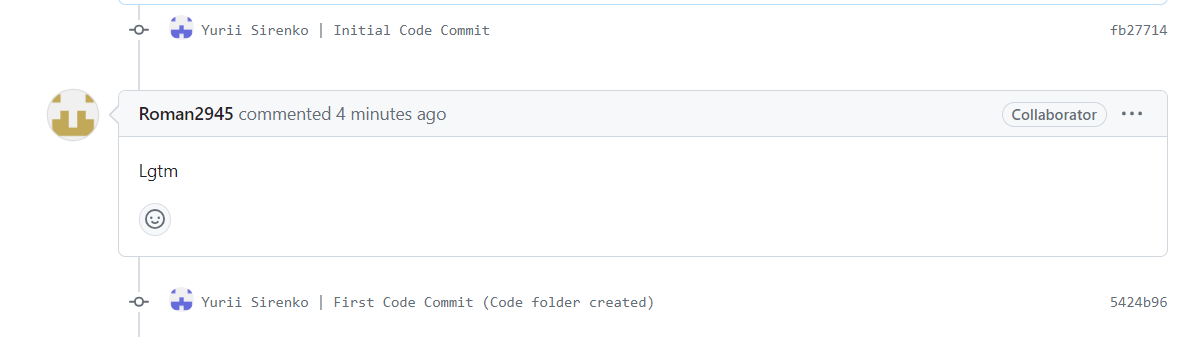 Yurii Sirenko | Initial Code Commit fb27714
Roman2945 commented 4 minutes ago Collaborator
Lgtm
Yurii Sirenko | First Code Commit (Code folder created) 5424b96